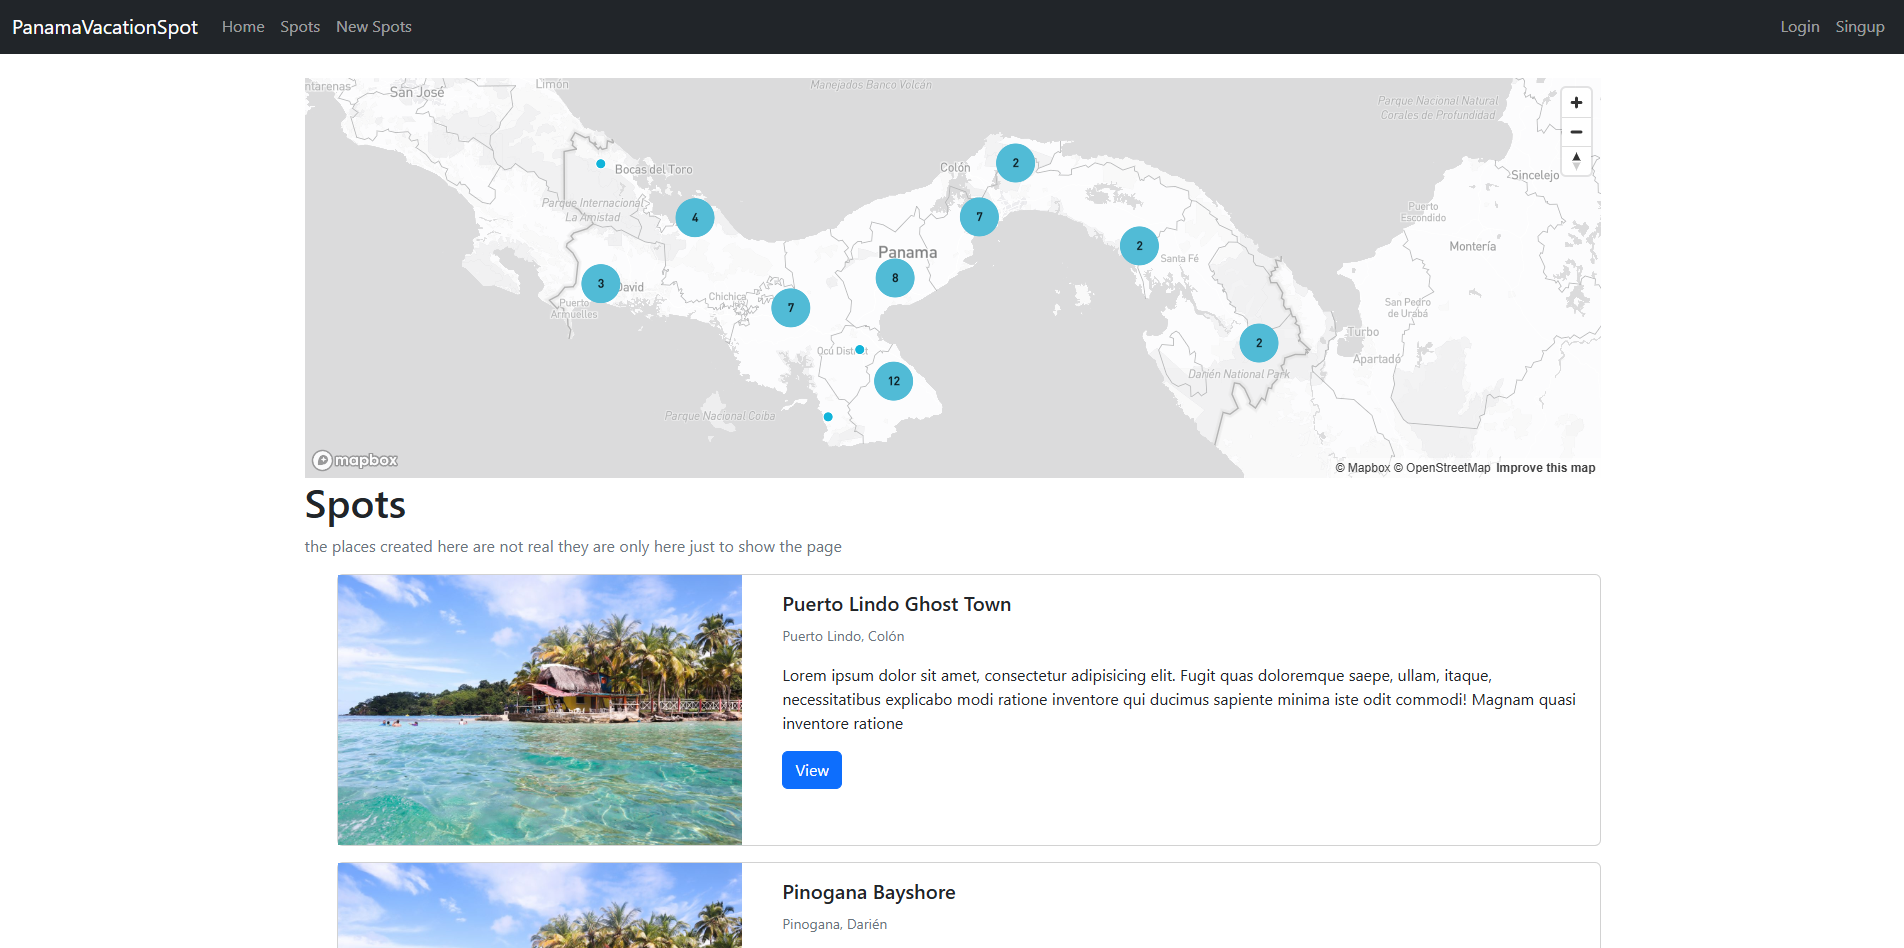 PanamaVacationSpot Home Spots New Spots Login Singup
ntarenas
San José
Limón
Manejados Banco Volcán
Parque Nacional Natural
Corales de Profundidad
Bocas del Toro
Colón
2
Sincelejo
Parque Internacional
La Amistad
4
7
Puerto
Escondido
Panama
2
Montería
Santa Fé
3
David
8
Chichica
7
Puerto
Armuelles
San Pedro
de Urabá
Turbo
2
Ocú District
Apartadó
12
Darién National Park
Parque Nacional Coiba
mapbox
© Mapbox © OpenStreetMap Improve this map
Spots
the places created here are not real they are only here just to show the page
Puerto Lindo Ghost Town
Puerto Lindo, Colón
Lorem ipsum dolor sit amet, consectetur adipisicing elit. Fugit quas doloremque saepe, ullam, itaque,
necessitatibus explicabo modi ratione inventore qui ducimus sapiente minima iste odit commodi! Magnam quasi
inventore ratione
View
Pinogana Bayshore
Pinogana, Darién